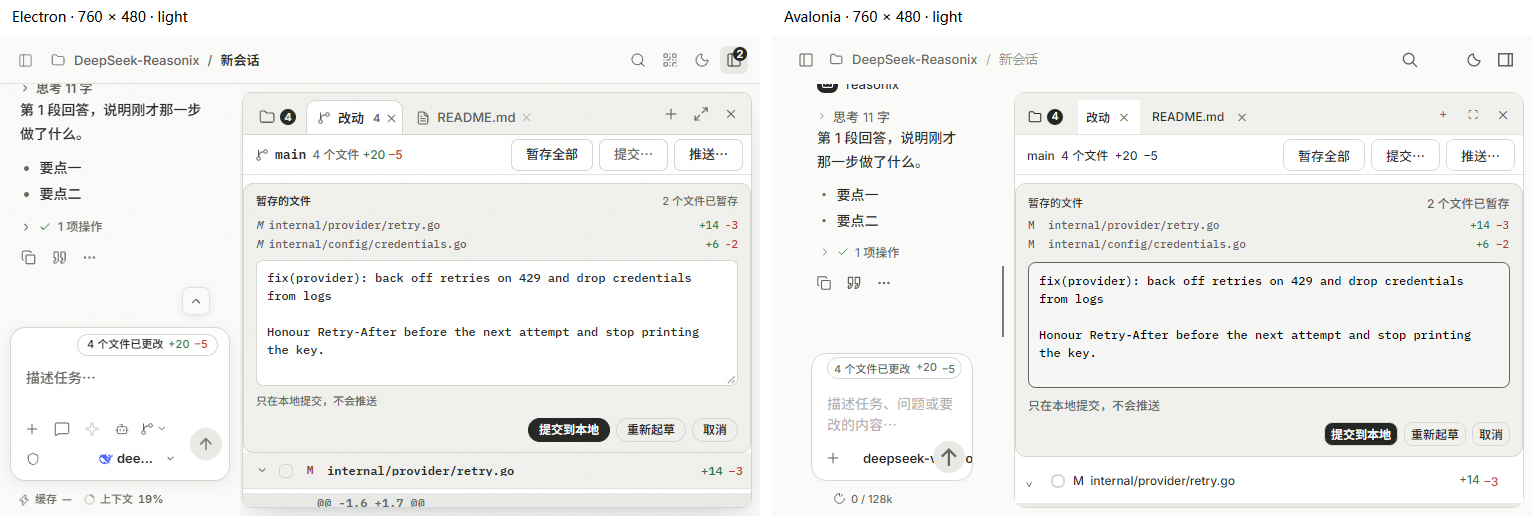 Electron · 760 × 480 · light
DeepSeek-Reasonix / 新会话
2
思考 11 字
第 1 段回答，说明刚才那一步
做了什么。
要点一
要点二
1 项操作
4 个文件已更改 +20 −5
描述任务…
dee...
缓存 — 上下文 19%
4 改动 4 × README.md ×
main 4 个文件 +20 −5 暂存全部 提交… 推送…
暂存的文件 2 个文件已暂存
M internal/provider/retry.go +14 -3
M internal/config/credentials.go +6 -2
fix(provider): back off retries on 429 and drop credentials
from logs
Honour Retry-After before the next attempt and stop printing
the key.
只在本地提交，不会推送
提交到本地 重新起草 取消
M internal/provider/retry.go +14 −3
@@ -1,6 +1,7 @@
Avalonia · 760 × 480 · light
DeepSeek-Reasonix / 新会话
reasonix
思考 11 字
第 1 段回答，说明刚才
那一步做了什么。
要点一
要点二
1 项操作
4 个文件已更改 +20 −5
描述任务、问题或要
改的内容…
deepseek-v
0 / 128k
4 改动 × README.md ×
main 4 个文件 +20 −5 暂存全部 提交… 推送…
暂存的文件 2 个文件已暂存
M internal/provider/retry.go +14 −3
M internal/config/credentials.go +6 −2
fix(provider): back off retries on 429 and drop credentials
from logs
Honour Retry-After before the next attempt and stop printing
the key.
只在本地提交，不会推送
提交到本地 重新起草 取消
M internal/provider/retry.go +14 −3